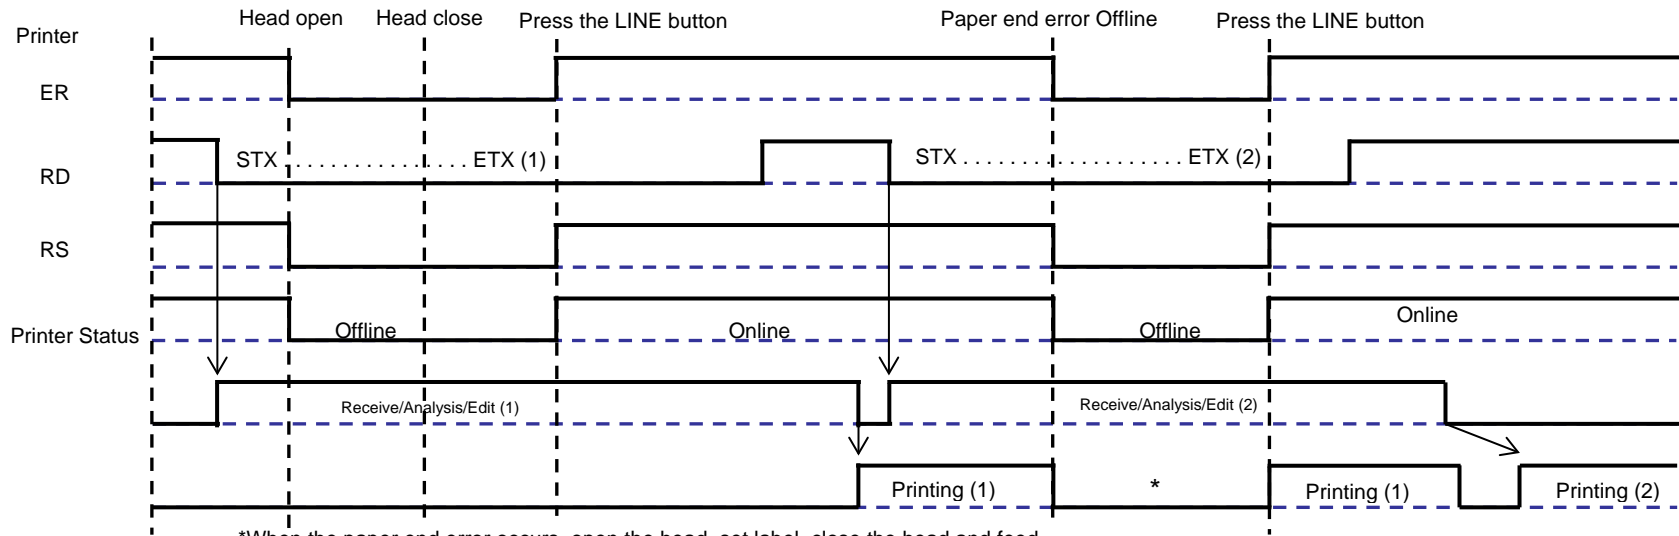 Head open Head close Press the LINE button Paper end error Offline Press the LINE button
Printer
ER
STX . . . . . . . . . . . . . . . . ETX (1) STX . . . . . . . . . . . . . . . . . . . ETX (2)
RD
RS
Printer Status Offline Online Offline Online
Receive/Analysis/Edit (1) Receive/Analysis/Edit (2)
Printing (1) * Printing (1) Printing (2)
*When the paper end error occurs, open the head, set label, close the head and feed